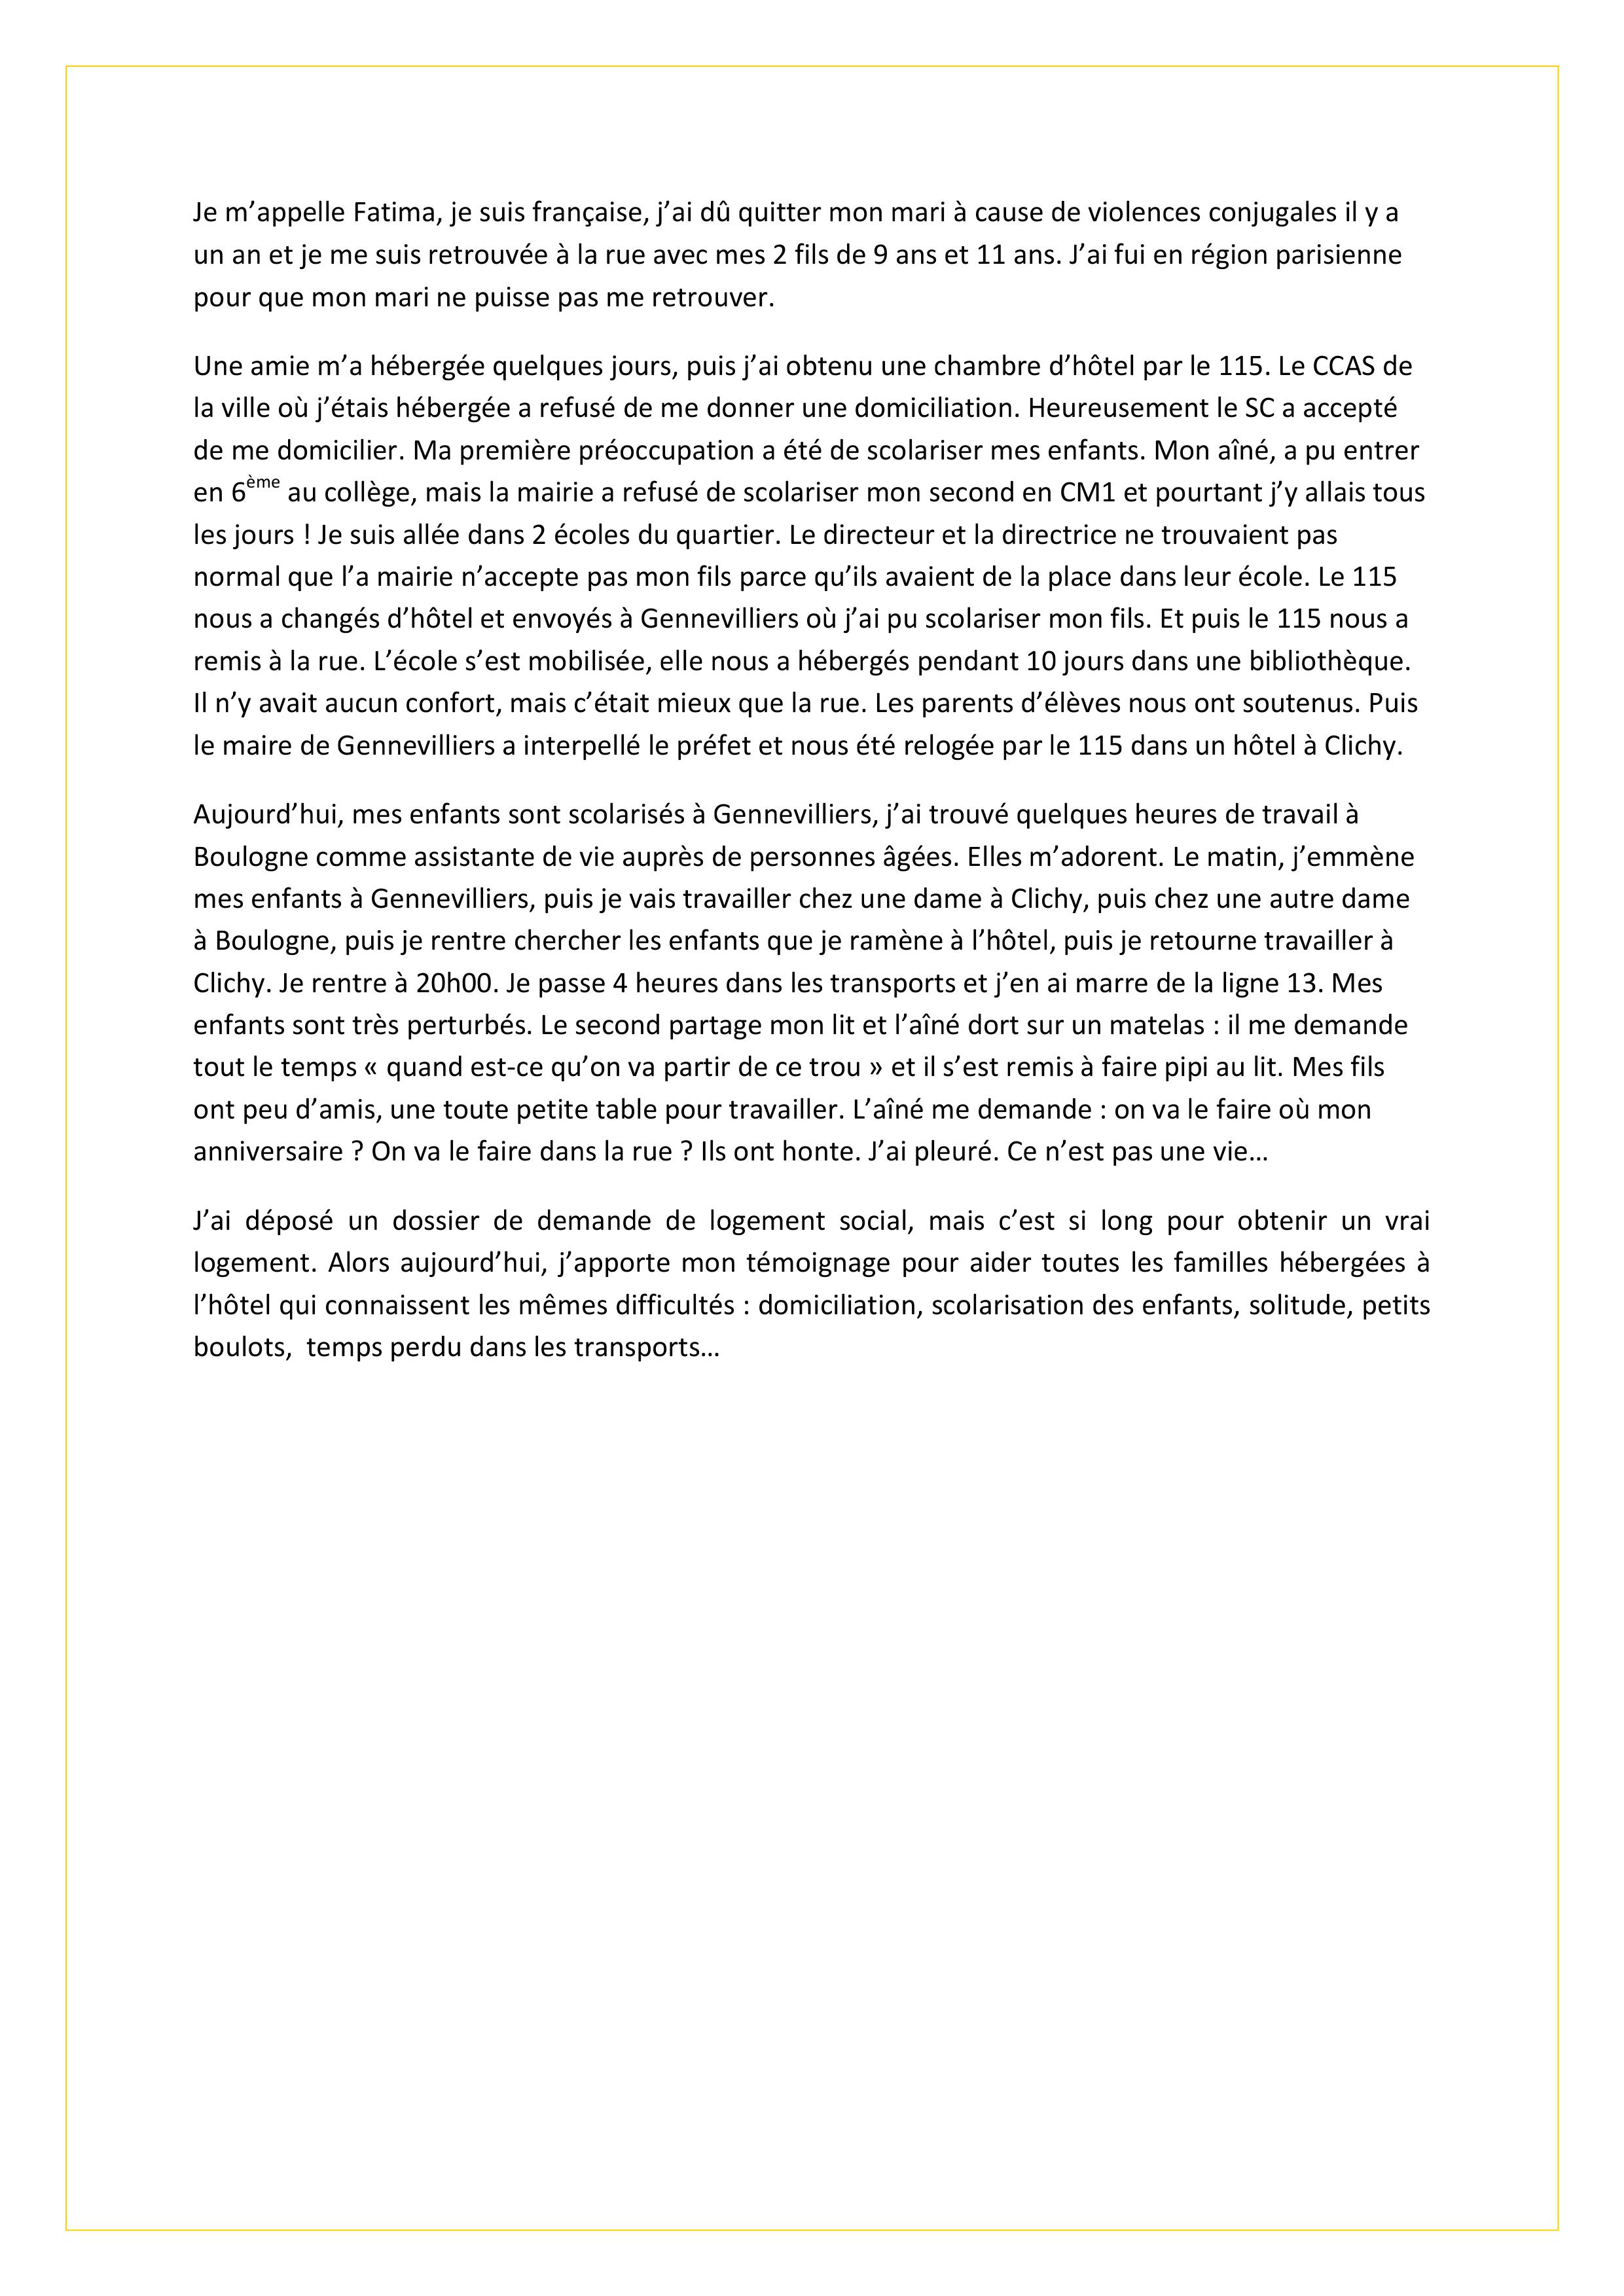 Je m’appelle Fatima, je suis française, j’ai dû quitter mon mari à cause de violences conjugales il y a
un an et je me suis retrouvée à la rue avec mes 2 fils de 9 ans et 11 ans. J’ai fui en région parisienne
pour que mon mari ne puisse pas me retrouver.
Une amie m’a hébergée quelques jours, puis j’ai obtenu une chambre d’hôtel par le 115. Le CCAS de
la ville où j’étais hébergée a refusé de me donner une domiciliation. Heureusement le SC a accepté
de me domicilier. Ma première préoccupation a été de scolariser mes enfants. Mon aîné, a pu entrer
en 6ème au collège, mais la mairie a refusé de scolariser mon second en CM1 et pourtant j’y allais tous
les jours ! Je suis allée dans 2 écoles du quartier. Le directeur et la directrice ne trouvaient pas
normal que l’a mairie n’accepte pas mon fils parce qu’ils avaient de la place dans leur école. Le 115
nous a changés d’hôtel et envoyés à Gennevilliers où j’ai pu scolariser mon fils. Et puis le 115 nous a
remis à la rue. L’école s’est mobilisée, elle nous a hébergés pendant 10 jours dans une bibliothèque.
Il n’y avait aucun confort, mais c’était mieux que la rue. Les parents d’élèves nous ont soutenus. Puis
le maire de Gennevilliers a interpellé le préfet et nous été relogée par le 115 dans un hôtel à Clichy.
Aujourd’hui, mes enfants sont scolarisés à Gennevilliers, j’ai trouvé quelques heures de travail à
Boulogne comme assistante de vie auprès de personnes âgées. Elles m’adorent. Le matin, j’emmène
mes enfants à Gennevilliers, puis je vais travailler chez une dame à Clichy, puis chez une autre dame
à Boulogne, puis je rentre chercher les enfants que je ramène à l’hôtel, puis je retourne travailler à
Clichy. Je rentre à 20h00. Je passe 4 heures dans les transports et j’en ai marre de la ligne 13. Mes
enfants sont très perturbés. Le second partage mon lit et l’aîné dort sur un matelas : il me demande
tout le temps « quand est-ce qu’on va partir de ce trou » et il s’est remis à faire pipi au lit. Mes fils
ont peu d’amis, une toute petite table pour travailler. L’aîné me demande : on va le faire où mon
anniversaire ? On va le faire dans la rue ? Ils ont honte. J’ai pleuré. Ce n’est pas une vie…
J’ai déposé un dossier de demande de logement social, mais c’est si long pour obtenir un vrai
logement. Alors aujourd’hui, j’apporte mon témoignage pour aider toutes les familles hébergées à
l’hôtel qui connaissent les mêmes difficultés : domiciliation, scolarisation des enfants, solitude, petits
boulots,  temps perdu dans les transports…